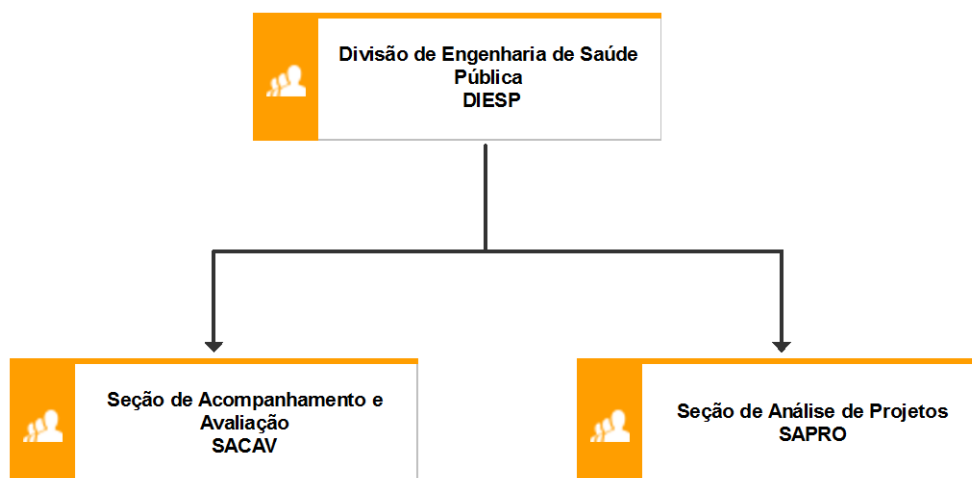 Divisão de Engenharia de Saúde
Pública
DIESP
Seção de Acompanhamento e
Avaliação
SACAV
Seção de Análise de Projetos
SAPRO